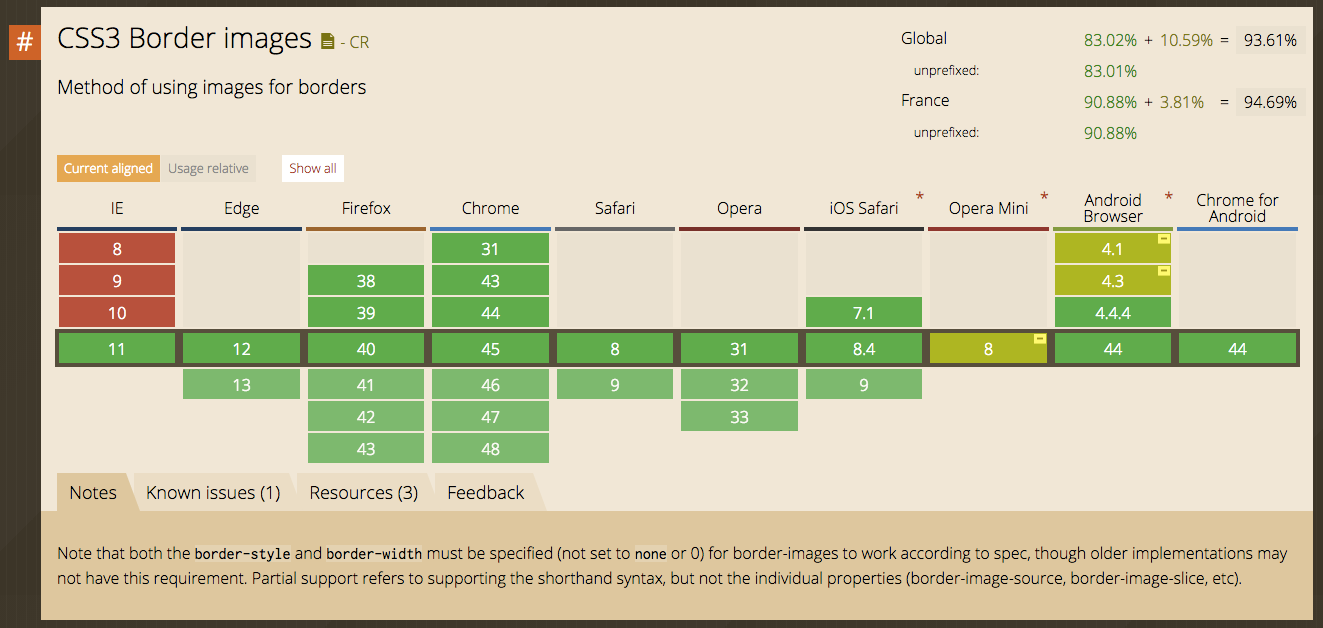 #
CSS3 Border images - CR
Method of using images for borders
Global 83.02% + 10.59% = 93.61%
unprefixed: 83.01%
France 90.88% + 3.81% = 94.69%
unprefixed: 90.88%
Current aligned Usage relative Show all
IE Edge Firefox Chrome Safari Opera iOS Safari * Opera Mini * Android Browser * Chrome for Android
8 31 4.1 -
9 38 43 4.3 -
10 39 44 7.1 4.4.4
11 12 40 45 8 31 8.4 8 - 44 44
13 41 46 9 32 9
42 47 33
43 48
Notes Known issues (1) Resources (3) Feedback
Note that both the border-style and border-width must be specified (not set to none or 0) for border-images to work according to spec, though older implementations may
not have this requirement. Partial support refers to supporting the shorthand syntax, but not the individual properties (border-image-source, border-image-slice, etc).